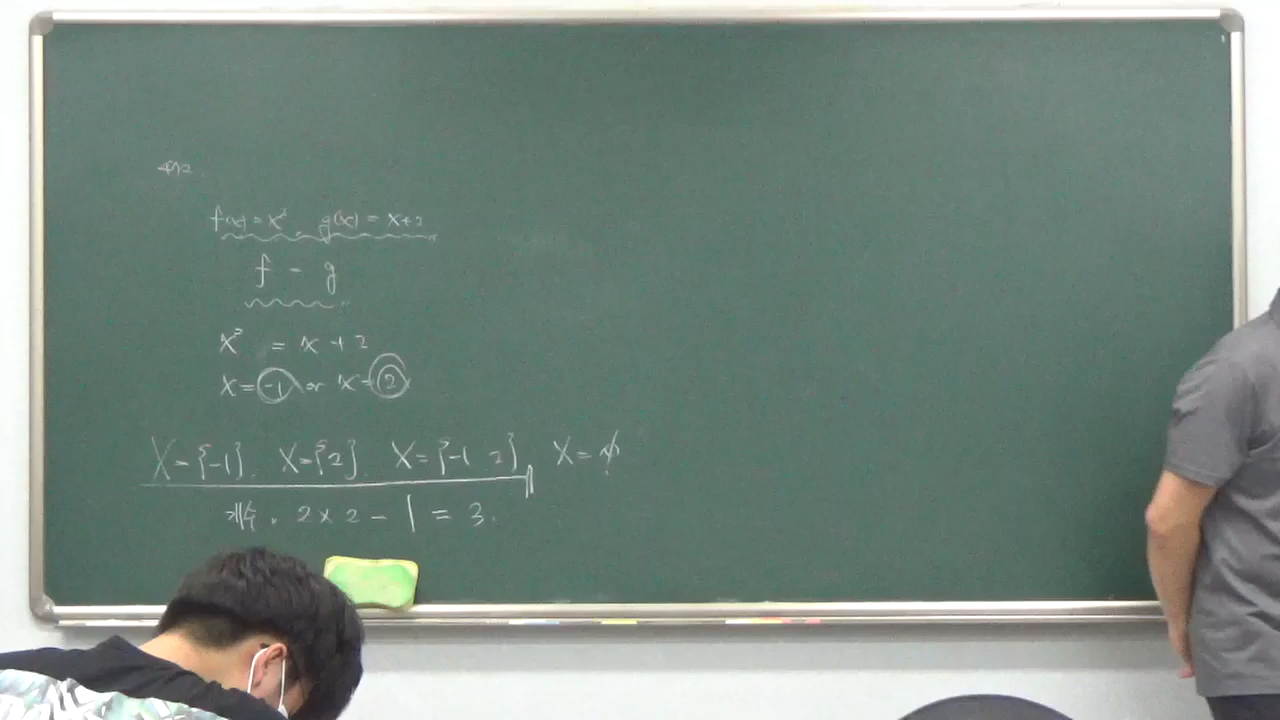 f(x) = x², g(x) = x+2
f = g
x² = x + 2
x = -1 or x = 2
X = {-1}, X = {2}, X = {-1, 2}, X = ϕ
개수. 2 × 2 - 1 = 3.